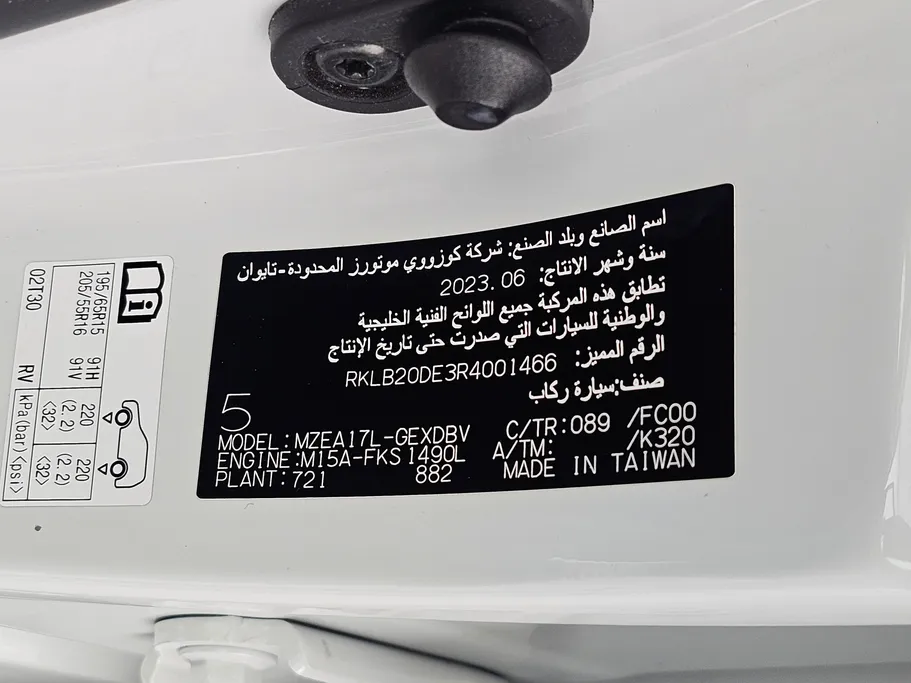 اسم الصانع وبلد الصنع: شركة كوزووي موتورز المحدودة-تايوان
سنة وشهر الانتاج: 2023.06
تطابق هذه المركبة جميع اللوائح الفنية الخليجية
والوطنية للسيارات التي صدرت حتى تاريخ الإنتاج
الرقم المميز: RKLB20DE3R4001466
صنف:سيارة ركاب
5
MODEL:MZEA17L-GEXDBV C/TR:089 /FC00
ENGINE:M15A-FKS 1490L A/TM: /K320
PLANT:721 882 MADE IN TAIWAN
i
195/65R15 91H 220 (2.2) <32> 220 (2.2) <32>
205/55R16 91V
02T30 RV kPa(bar)<psi>